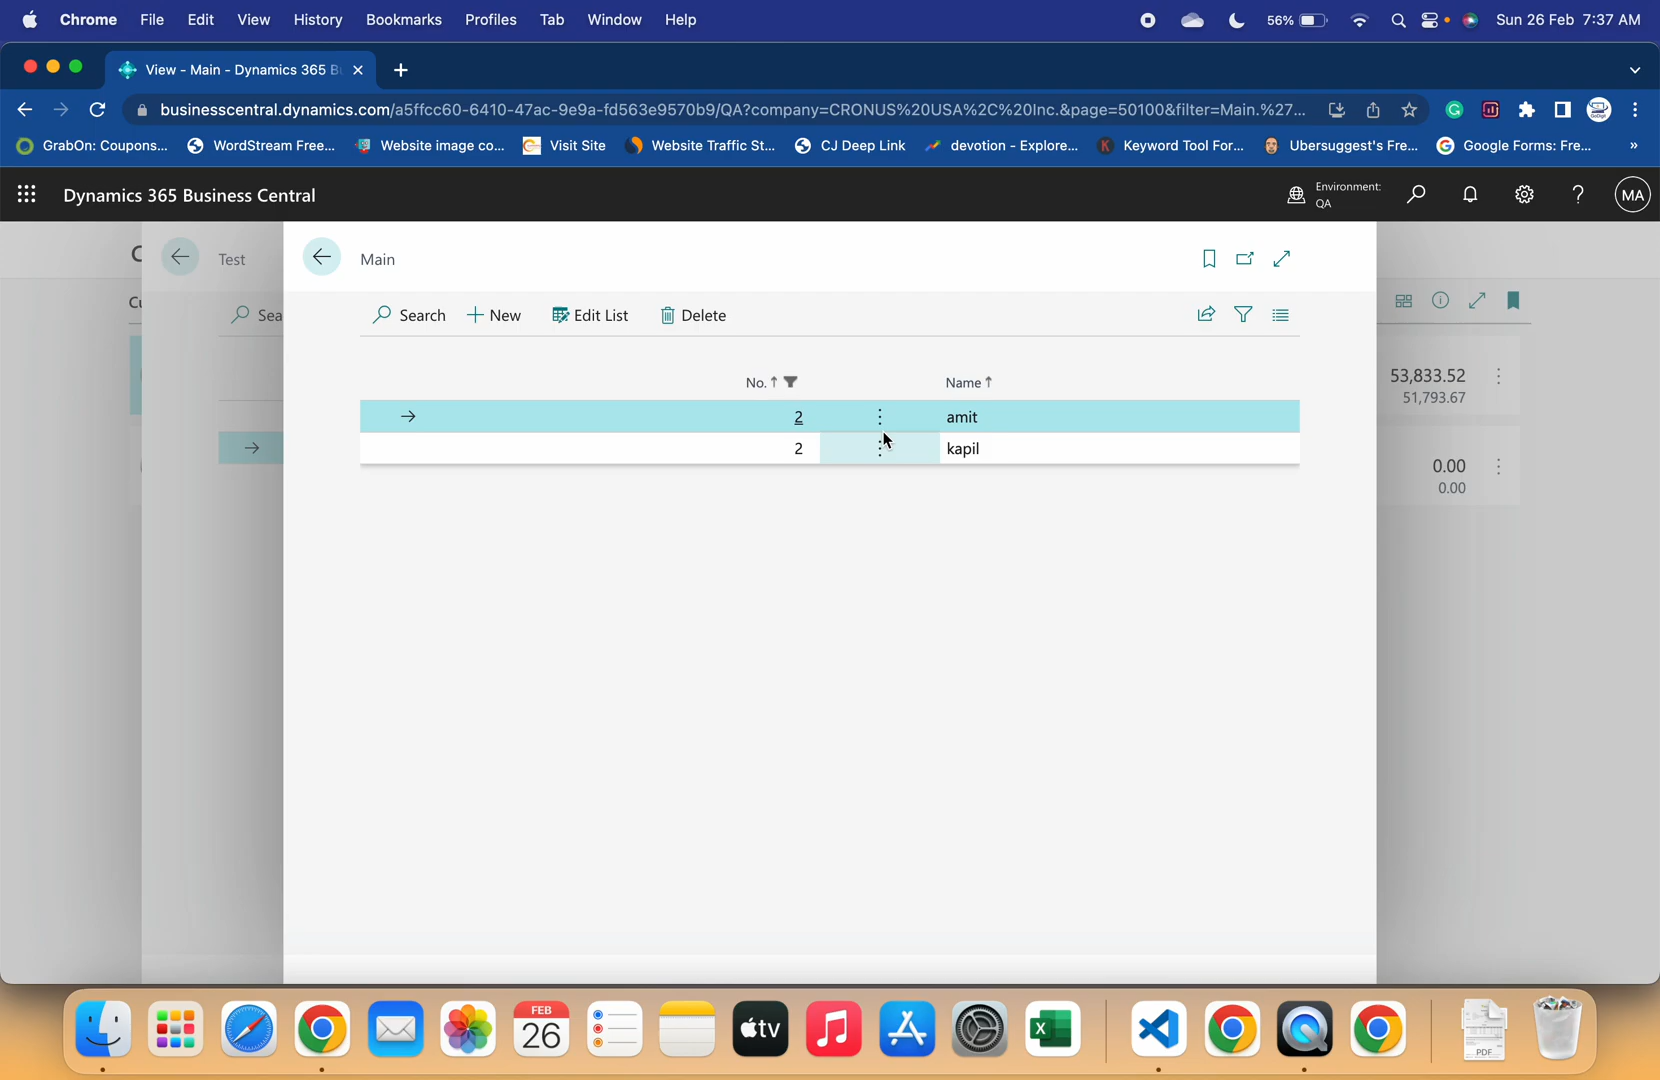 Chrome File Edit View History Bookmarks Profiles Tab Window Help 56% Sun 26 Feb 7:37 AM
View - Main - Dynamics 365 B
businesscentral.dynamics.com/a5ffcc60-6410-47ac-9e9a-fd563e9570b9/QA?company=CRONUS%20USA%2C%20Inc.&page=50100&filter=Main.%27...
GrabOn: Coupons... WordStream Free... Website image co... Visit Site Website Traffic St... CJ Deep Link devotion - Explore... Keyword Tool For... Ubersuggest's Fre... Google Forms: Fre... »
Dynamics 365 Business Central Environment: QA MA
Test Main
Sea Search New Edit List Delete
No. ↑ Name ↑
2 amit
2 kapil
53,833.52
51,793.67
0.00
0.00
FEB
26
tv
X
PDF